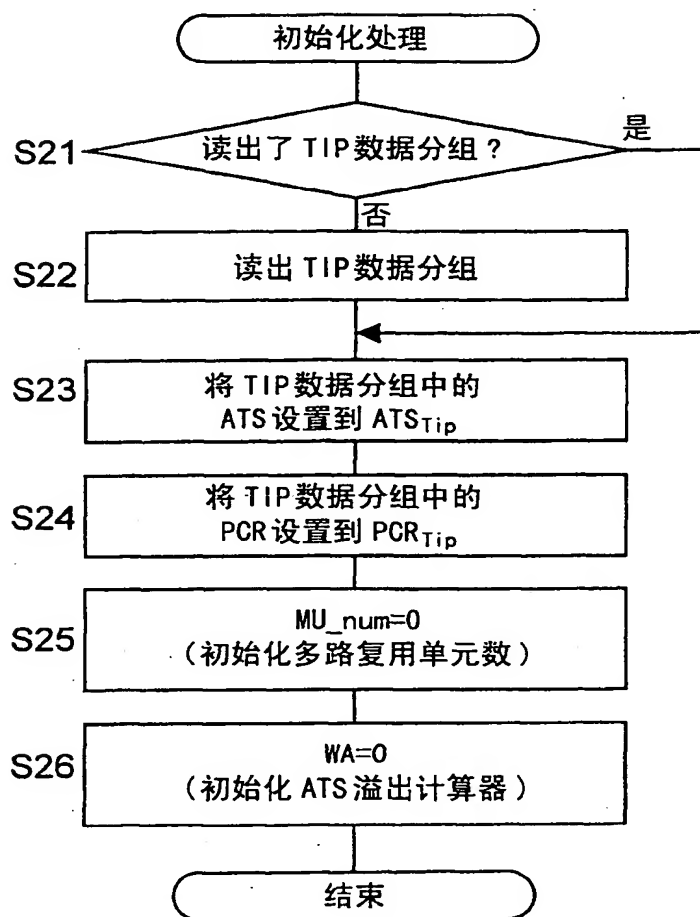 初始化处理
S21
读出了 TIP 数据分组？
是
否
S22
读出 TIP 数据分组
S23
将 TIP 数据分组中的
ATS 设置到 ATS_Tip
S24
将 TIP 数据分组中的
PCR 设置到 PCR_Tip
S25
MU_num=0
（初始化多路复用单元数）
S26
WA=0
（初始化 ATS 溢出计算器）
结束